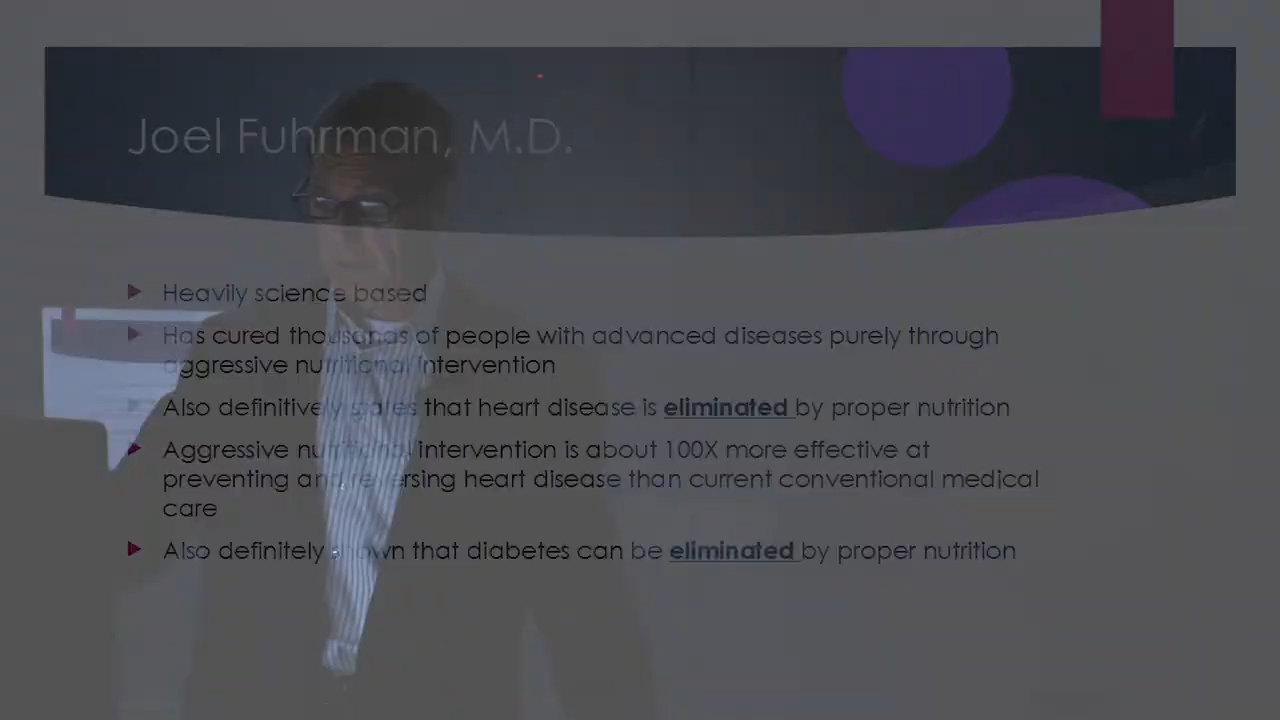 Joel Fuhrman, M.D.
Heavily science based
Has cured thousands of people with advanced diseases purely through
aggressive nutritional intervention
Also definitively states that heart disease is eliminated by proper nutrition
Aggressive nutritional intervention is about 100X more effective at
preventing and reversing heart disease than current conventional medical
care
Also definitely shown that diabetes can be eliminated by proper nutrition